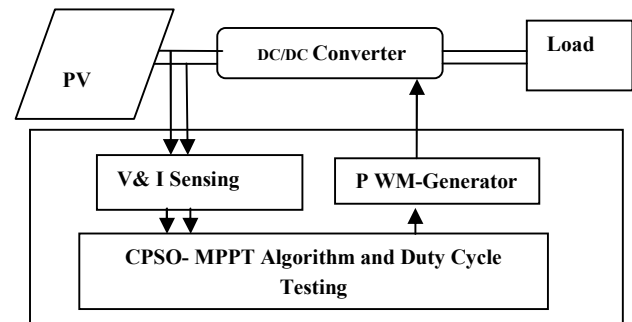 PV
DC/DC Converter
Load
V& I Sensing
P WM-Generator
CPSO- MPPT Algorithm and Duty Cycle
Testing